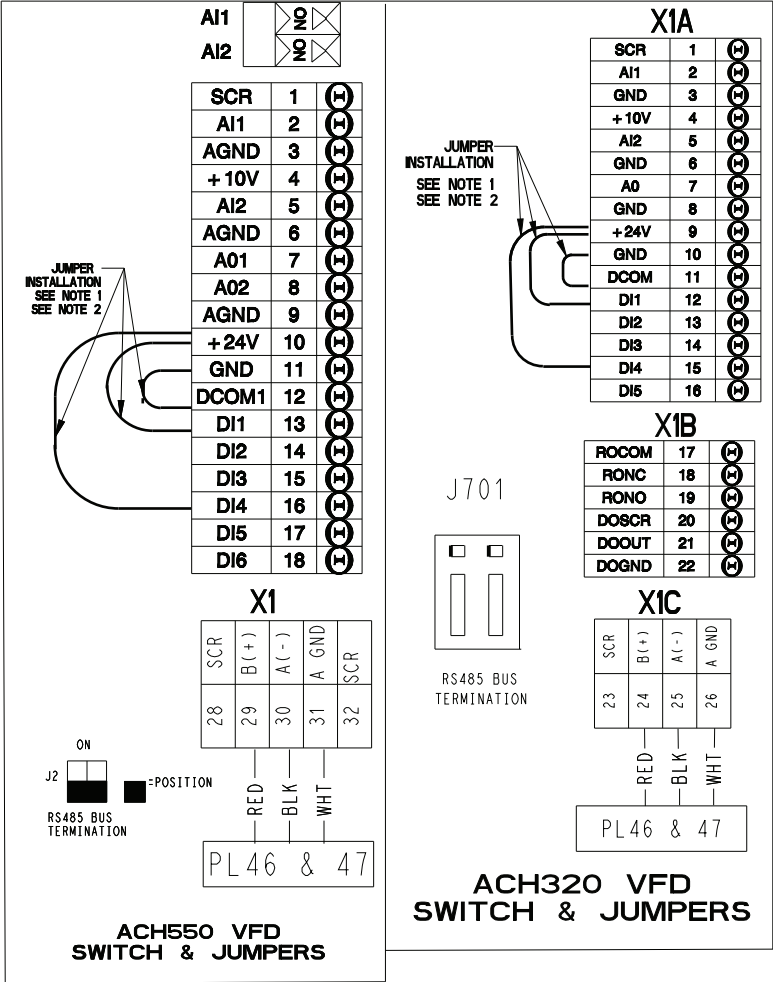 AI1 ON
AI2 ON
SCR 1
AI1 2
AGND 3
+10V 4
AI2 5
AGND 6
A01 7
A02 8
AGND 9
+24V 10
GND 11
DCOM1 12
DI1 13
DI2 14
DI3 15
DI4 16
DI5 17
DI6 18
JUMPER
INSTALLATION
SEE NOTE 1
SEE NOTE 2
X1
SCR 28
B(+) 29
A(-) 30
A GND 31
SCR 32
RED
BLK
WHT
PL46 & 47
ON
J2
=POSITION
RS485 BUS
TERMINATION
ACH550 VFD
SWITCH & JUMPERS
X1A
SCR 1
AI1 2
GND 3
+10V 4
AI2 5
GND 6
A0 7
GND 8
+24V 9
GND 10
DCOM 11
DI1 12
DI2 13
DI3 14
DI4 15
DI5 16
JUMPER
INSTALLATION
SEE NOTE 1
SEE NOTE 2
X1B
ROCOM 17
RONC 18
RONO 19
DOSCR 20
DOOUT 21
DOGND 22
J701
RS485 BUS
TERMINATION
X1C
SCR 23
B(+) 24
A(-) 25
A GND 26
RED
BLK
WHT
PL46 & 47
ACH320 VFD
SWITCH & JUMPERS